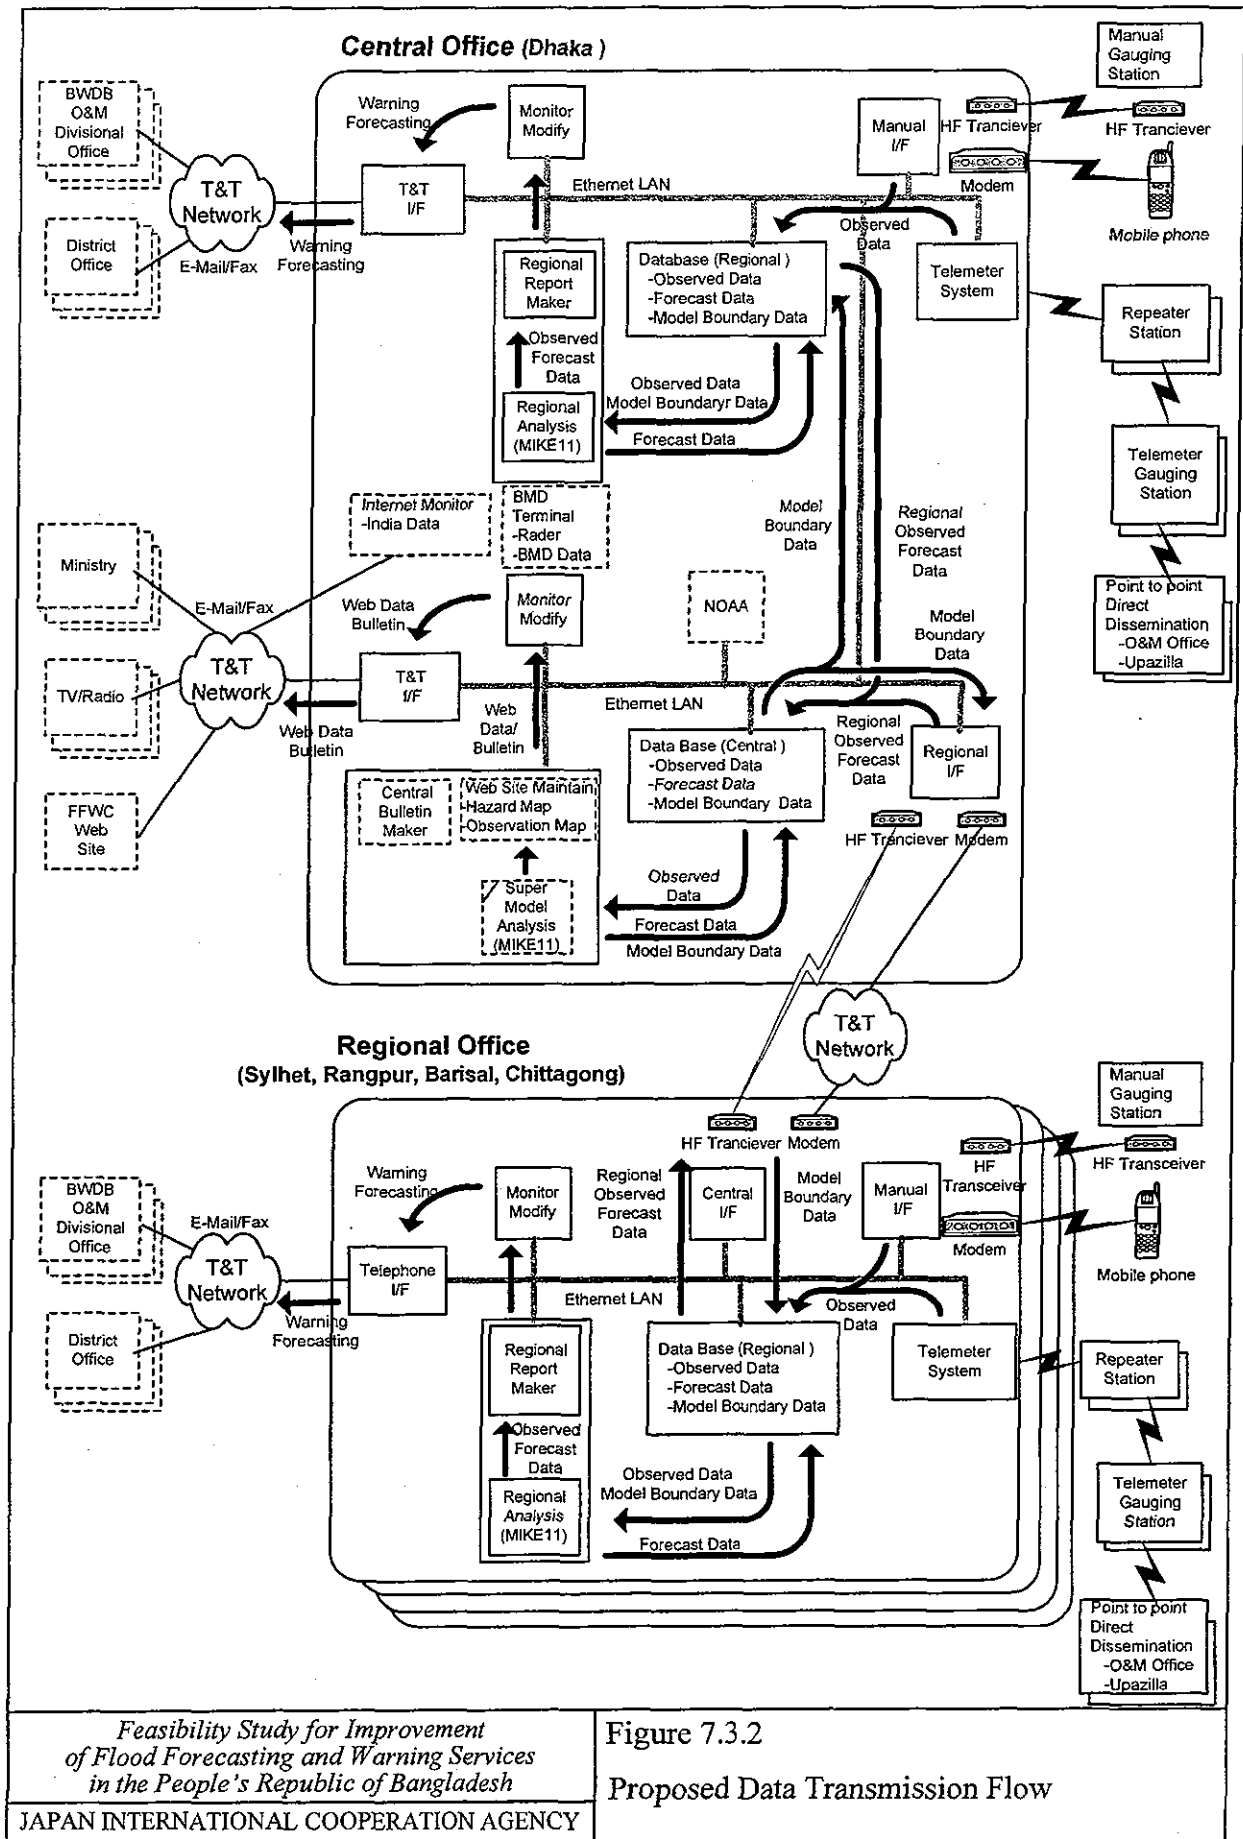 Central Office (Dhaka )
BWDB
O&M
Divisional
Office
District
Office
T&T
Network
E-Mail/Fax
Warning
Forecasting
Warning
Forecasting
T&T
I/F
Monitor
Modify
Ethernet LAN
Manual
I/F
HF Tranciever
Modem
Manual
Gauging
Station
HF Tranciever
Mobile phone
Observed
Data
Regional
Report
Maker
Observed
Forecast
Data
Regional
Analysis
(MIKE11)
Database (Regional )
-Observed Data
-Forecast Data
-Model Boundary Data
Telemeter
System
Repeater
Station
Observed Data
Model Boundaryr Data
Forecast Data
Telemeter
Gauging
Station
Point to point
Direct
Dissemination
-O&M Office
-Upazilla
Internet Monitor
-India Data
BMD
Terminal
-Rader
-BMD Data
Model
Boundary
Data
Regional
Observed
Forecast
Data
Ministry
TV/Radio
FFWC
Web
Site
E-Mail/Fax
T&T
Network
Web Data
Bulletin
Web Data
Bulletin
T&T
I/F
Monitor
Modify
NOAA
Model
Boundary
Data
Ethernet LAN
Web
Data/
Bulletin
Data Base (Central )
-Observed Data
-Forecast Data
-Model Boundary Data
Regional
Observed
Forecast
Data
Regional
I/F
HF Tranciever
Modem
Central
Bulletin
Maker
Web Site Maintain
-Hazard Map
-Observation Map
Super
Model
Analysis
(MIKE11)
Observed
Data
Forecast Data
Model Boundary Data
T&T
Network
Regional Office
(Sylhet, Rangpur, Barisal, Chittagong)
HF Tranciever
Modem
BWDB
O&M
Divisional
Office
District
Office
E-Mail/Fax
T&T
Network
Warning
Forecasting
Warning
Forecasting
Telephone
I/F
Monitor
Modify
Regional
Observed
Forecast
Data
Central
I/F
Model
Boundary
Data
Manual
I/F
HF
Transceiver
Modem
Manual
Gauging
Station
HF Transceiver
Mobile phone
Ethernet LAN
Observed
Data
Regional
Report
Maker
Observed
Forecast
Data
Regional
Analysis
(MIKE11)
Data Base (Regional )
-Observed Data
-Forecast Data
-Model Boundary Data
Telemeter
System
Repeater
Station
Observed Data
Model Boundary Data
Forecast Data
Telemeter
Gauging
Station
Point to point
Direct
Dissemination
-O&M Office
-Upazilla
Feasibility Study for Improvement
of Flood Forecasting and Warning Services
in the People's Republic of Bangladesh
JAPAN INTERNATIONAL COOPERATION AGENCY
Figure 7.3.2
Proposed Data Transmission Flow